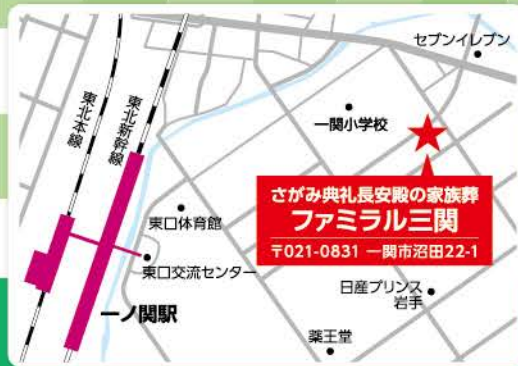 セブンイレブン
一関小学校
東北本線
東北新幹線
さがみ典礼長安殿の家族葬
ファミラル三関
〒021-0831 一関市沼田22-1
東口体育館
東口交流センター
一ノ関駅
日産プリンス
岩手
薬王堂